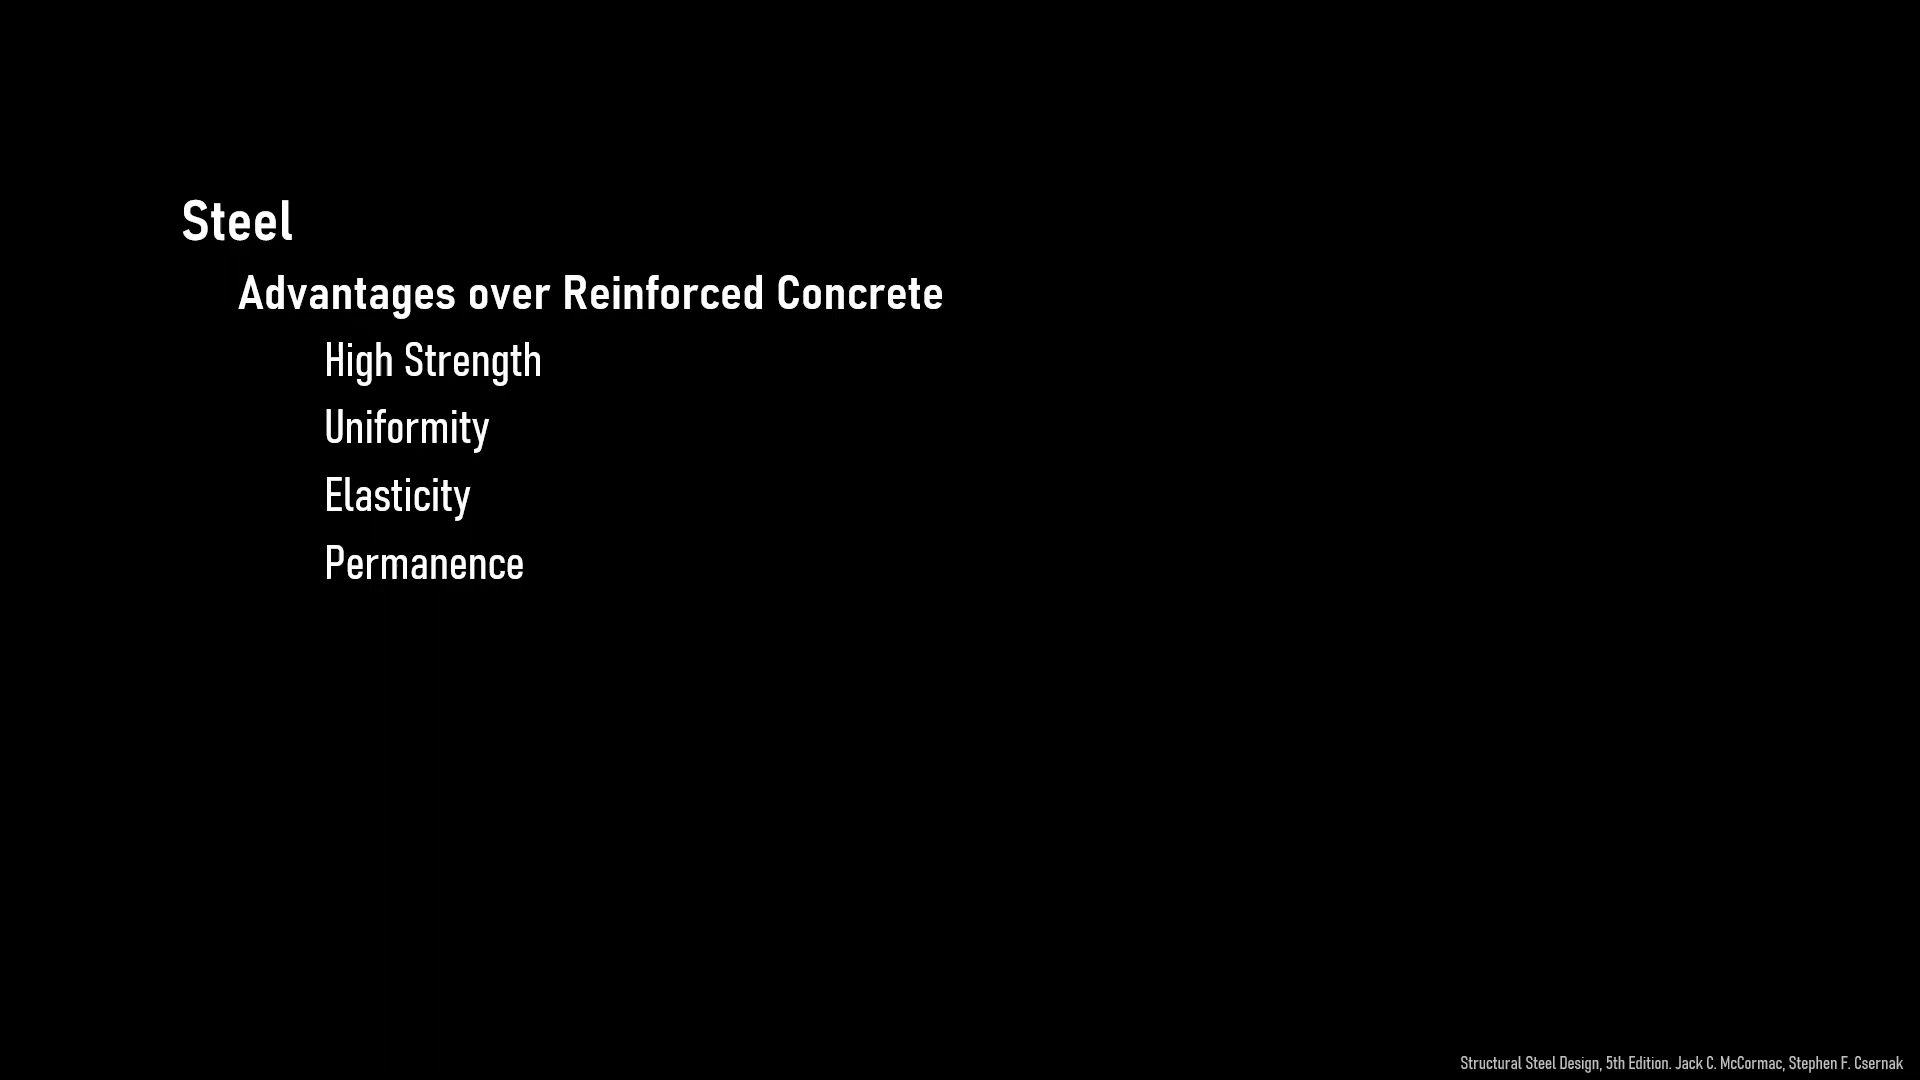 Steel
Advantages over Reinforced Concrete
High Strength
Uniformity
Elasticity
Permanence
Structural Steel Design, 5th Edition. Jack C. McCormac, Stephen F. Csernak